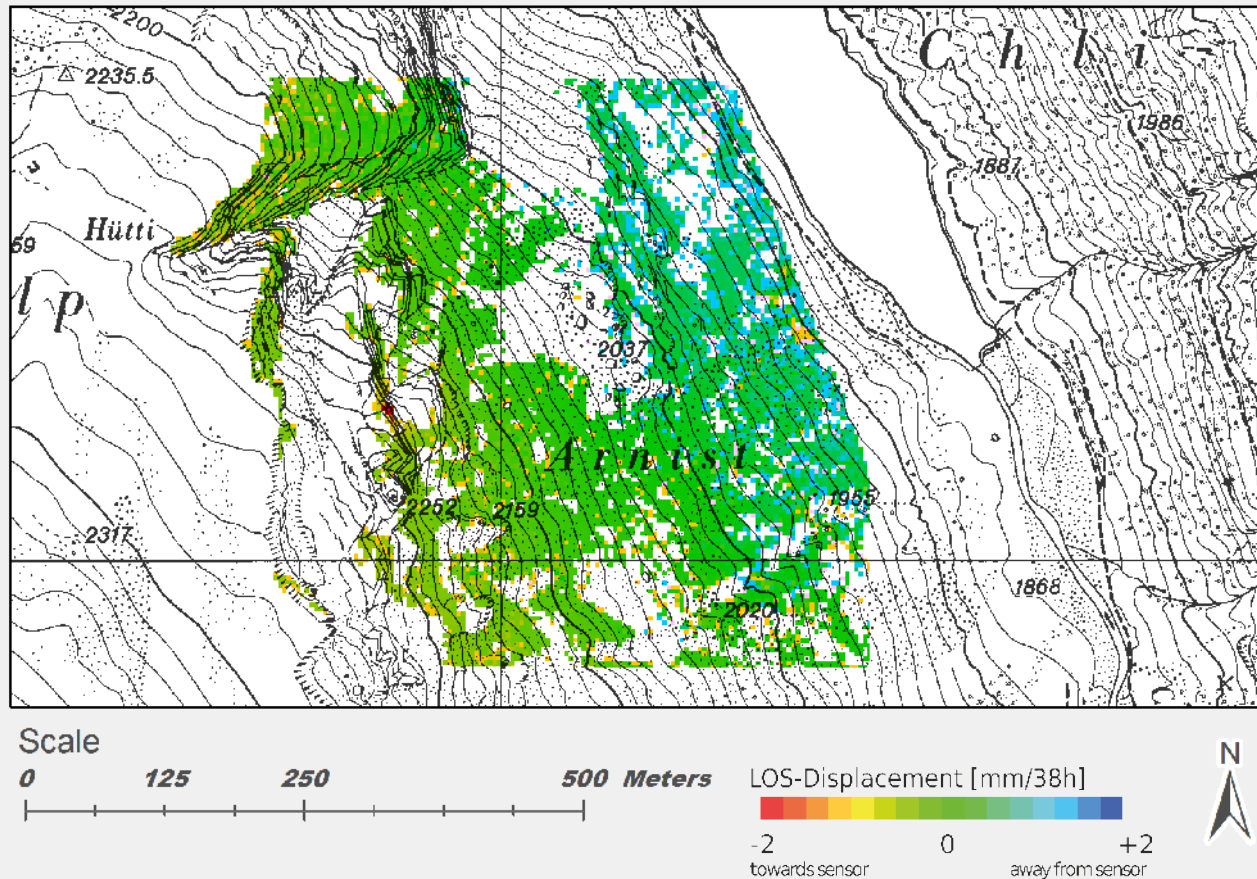 2200
C h l i
2235.5
1986
1887
Hütti
59
l p
2037
A r n i s t
1955
2252
2159
2317
1868
2020
Scale
0 125 250 500 Meters
LOS-Displacement [mm/38h]
-2 0 +2
towards sensor away from sensor
N